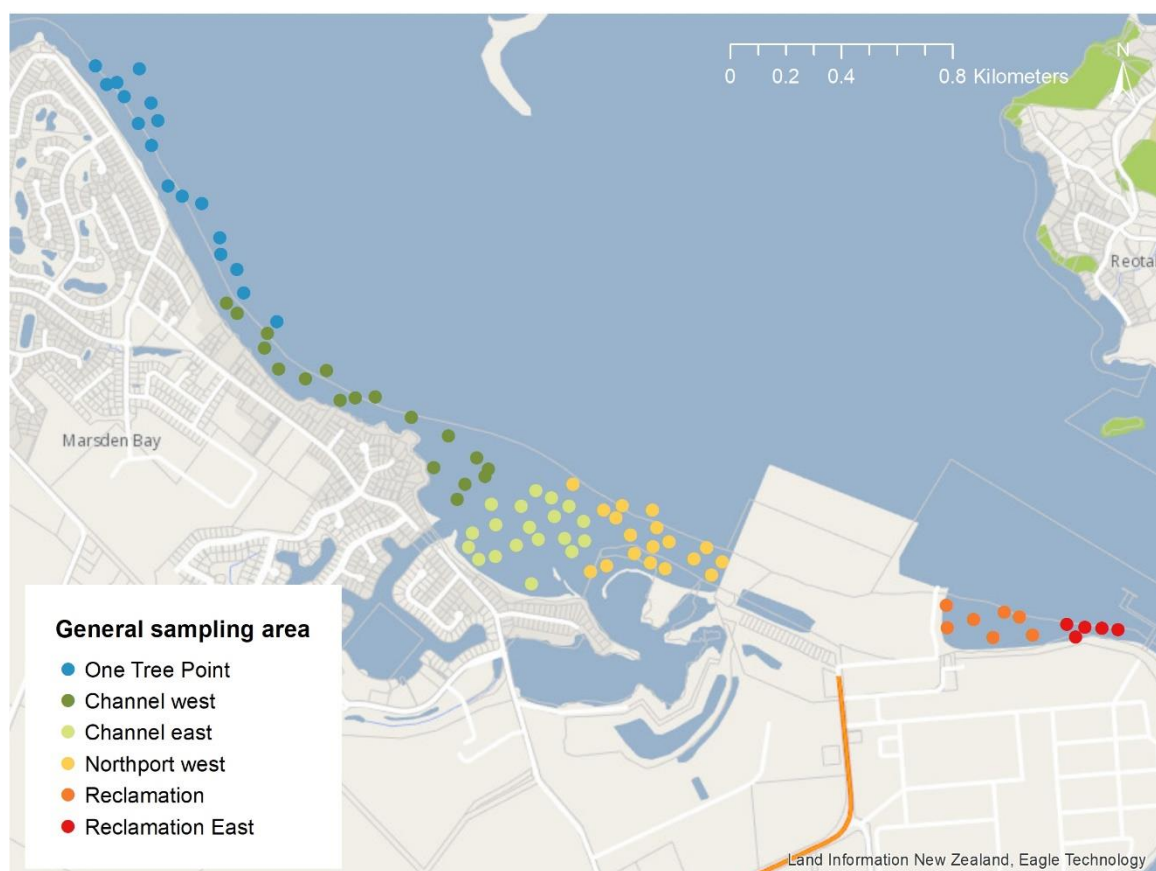 N
0 0.2 0.4 0.8 Kilometers
Reota
Marsden Bay
General sampling area
One Tree Point
Channel west
Channel east
Northport west
Reclamation
Reclamation East
Land Information New Zealand, Eagle Technology